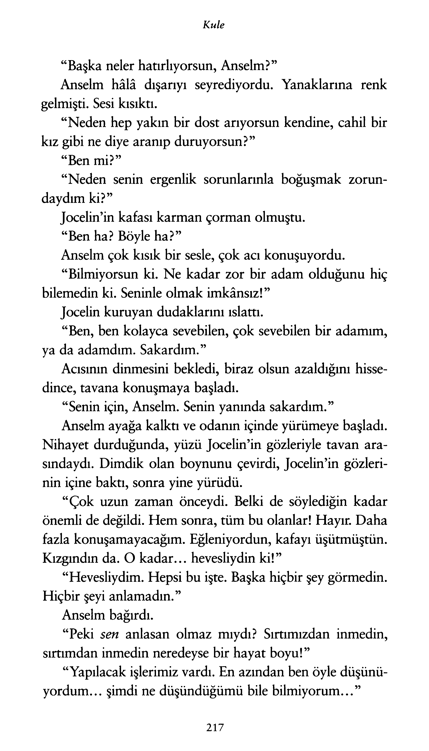 Kule
“Başka neler hatırlıyorsun, Anselm?”
Anselm hâlâ dışarıyı seyrediyordu. Yanaklarına renk
gelmişti. Sesi kısıktı.
“Neden hep yakın bir dost arıyorsun kendine, cahil bir
kız gibi ne diye aranıp duruyorsun?”
“Ben mi?”
“Neden senin ergenlik sorunlarınla boğuşmak zorun-
daydım ki?”
Jocelin’in kafası karman çorman olmuştu.
“Ben ha? Böyle ha?”
Anselm çok kısık bir sesle, çok acı konuşuyordu.
“Bilmiyorsun ki. Ne kadar zor bir adam olduğunu hiç
bilemedin ki. Seninle olmak imkânsız!”
Jocelin kuruyan dudaklarını ıslattı.
“Ben, ben kolayca sevebilen, çok sevebilen bir adamım,
ya da adamdım. Sakardım.”
Acısının dinmesini bekledi, biraz olsun azaldığını hisse-
dince, tavana konuşmaya başladı.
“Senin için, Anselm. Senin yanında sakardım.”
Anselm ayağa kalktı ve odanın içinde yürümeye başladı.
Nihayet durduğunda, yüzü Jocelin’in gözleriyle tavan ara-
sındaydı. Dimdik olan boynunu çevirdi, Jocelin’in gözleri-
nin içine baktı, sonra yine yürüdü.
“Çok uzun zaman önceydi. Belki de söylediğin kadar
önemli de değildi. Hem sonra, tüm bu olanlar! Hayır. Daha
fazla konuşamayacağım. Eğleniyordun, kafayı üşütmüştün.
Kızgındın da. O kadar... hevesliydin ki!”
“Hevesliydim. Hepsi bu işte. Başka hiçbir şey görmedin.
Hiçbir şeyi anlamadın.”
Anselm bağırdı.
“Peki sen anlasan olmaz mıydı? Sırtımızdan inmedin,
sırtımdan inmedin neredeyse bir hayat boyu!”
“Yapılacak işlerimiz vardı. En azından ben öyle düşünü-
yordum... şimdi ne düşündüğümü bile bilmiyorum...”
217